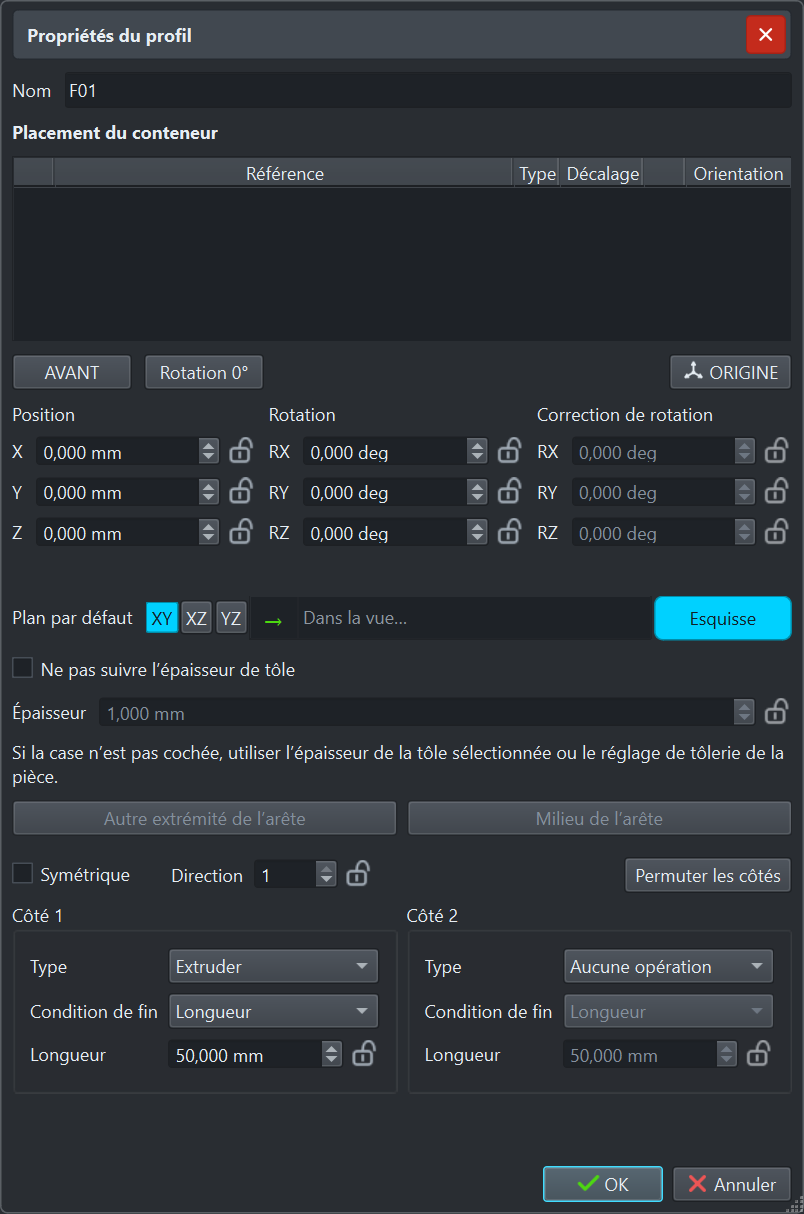 Propriétés du profil
Nom F01
Placement du conteneur
Référence Type Décalage Orientation
AVANT Rotation 0° ORIGINE
Position Rotation Correction de rotation
X 0,000 mm RX 0,000 deg RX 0,000 deg
Y 0,000 mm RY 0,000 deg RY 0,000 deg
Z 0,000 mm RZ 0,000 deg RZ 0,000 deg
Plan par défaut XY XZ YZ → Dans la vue... Esquisse
Ne pas suivre l’épaisseur de tôle
Épaisseur 1,000 mm
Si la case n’est pas cochée, utiliser l’épaisseur de la tôle sélectionnée ou le réglage de tôlerie de la
pièce.
Autre extrémité de l’arête Milieu de l’arête
Symétrique Direction 1 Permuter les côtés
Côté 1 Côté 2
Type Extruder Type Aucune opération
Condition de fin Longueur Condition de fin Longueur
Longueur 50,000 mm Longueur 50,000 mm
OK Annuler